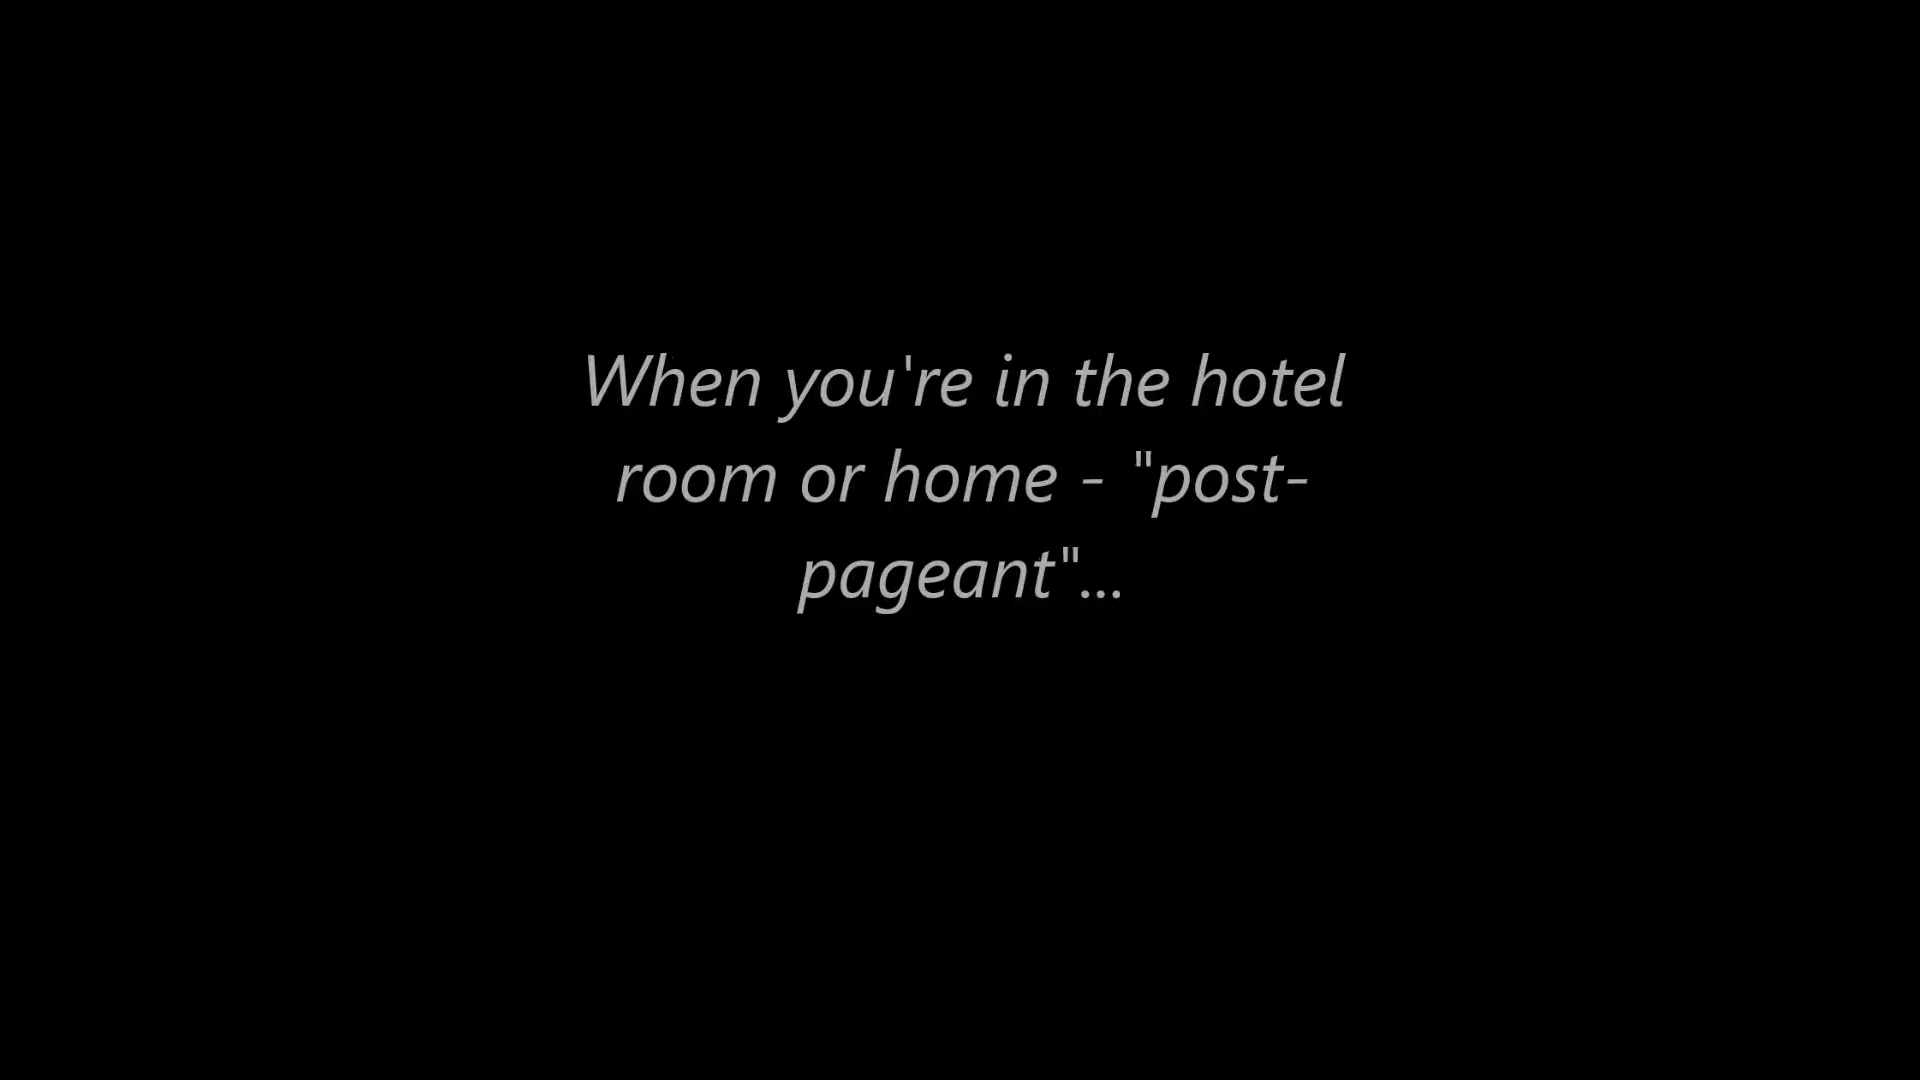 When you're in the hotel
room or home - "post-
pageant"...